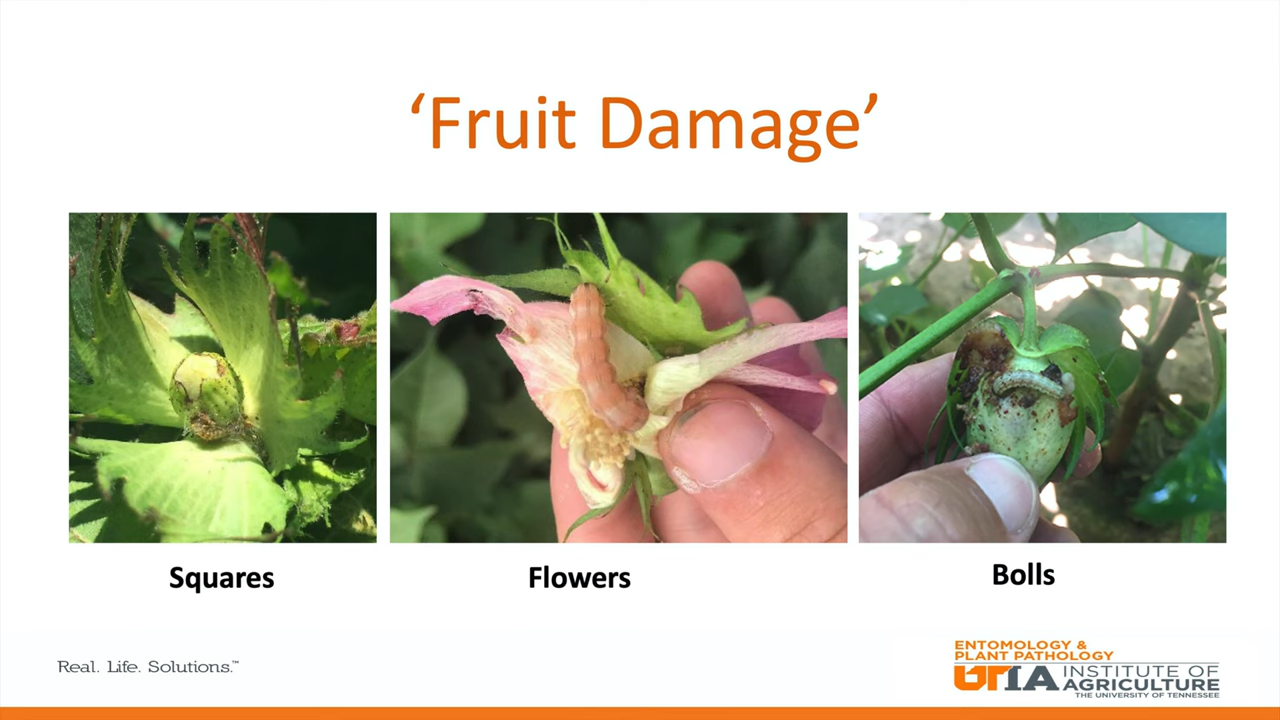 ‘Fruit Damage’
Squares
Flowers
Bolls
Real. Life. Solutions.™
ENTOMOLOGY &
PLANT PATHOLOGY
UTIA INSTITUTE OF
AGRICULTURE
THE UNIVERSITY OF TENNESSEE